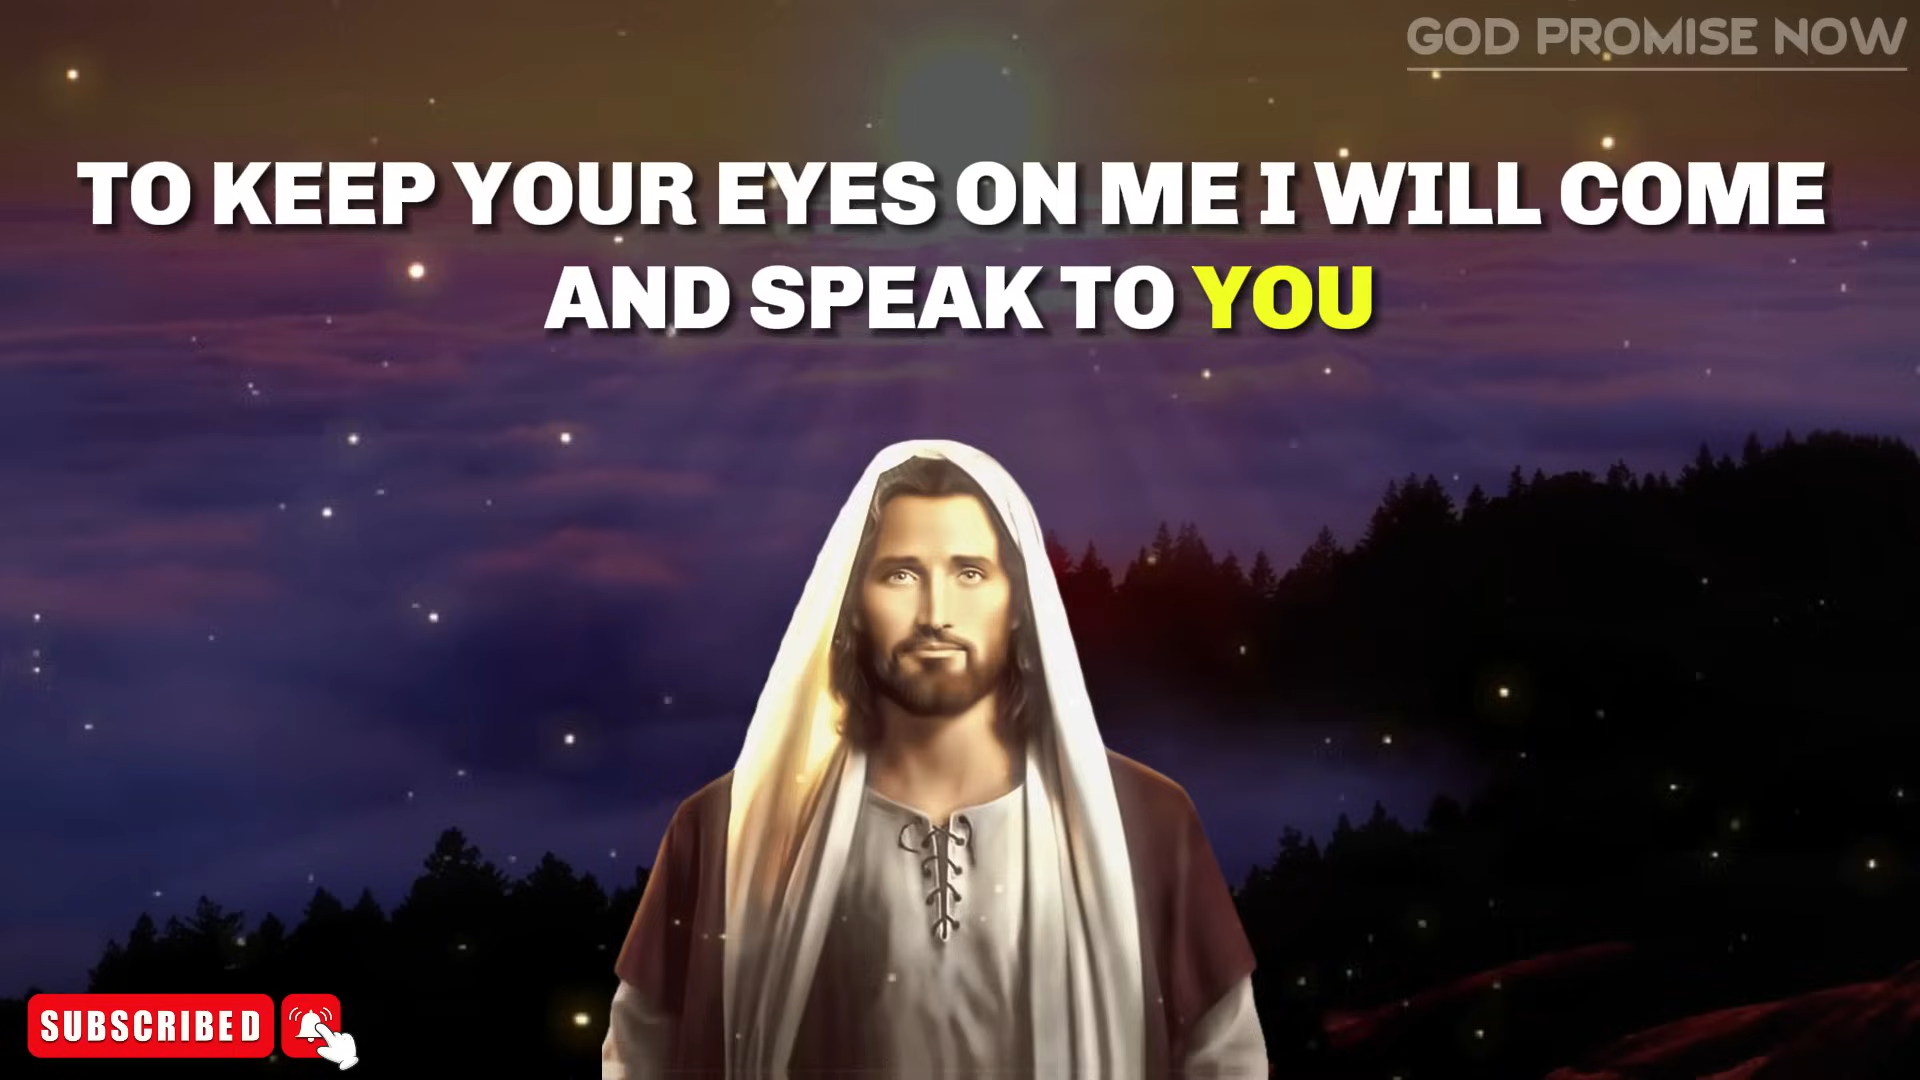 GOD PROMISE NOW
TO KEEP YOUR EYES ON ME I WILL COME
AND SPEAK TO YOU
SUBSCRIBED